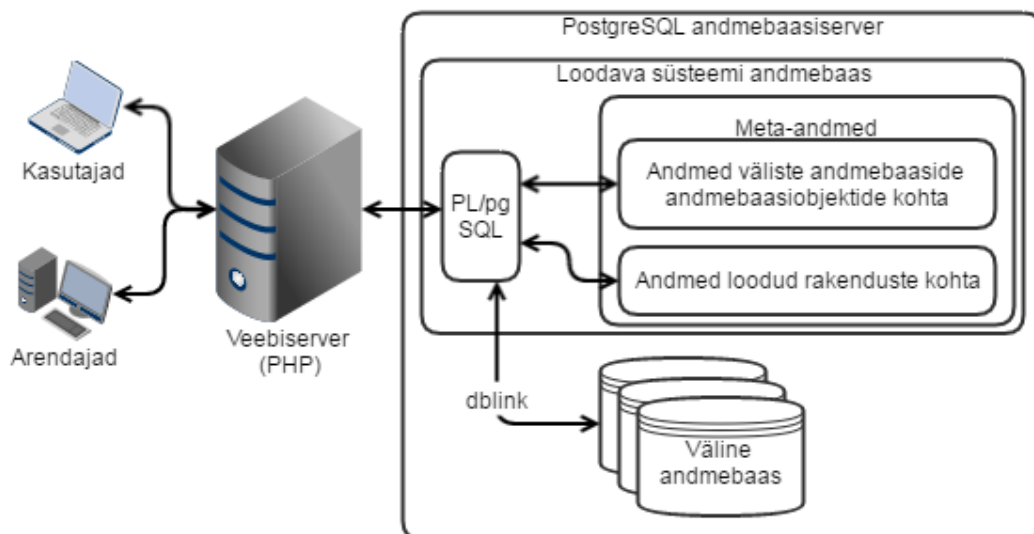 PostgreSQL andmebaasiserver
Loodava süsteemi andmebaas
Meta-andmed
Andmed väliste andmebaaside
andmebaasiobjektide kohta
Kasutajad
PL/pg
SQL
Andmed loodud rakenduste kohta
Arendajad
Veebiserver
(PHP)
dblink
Väline
andmebaas